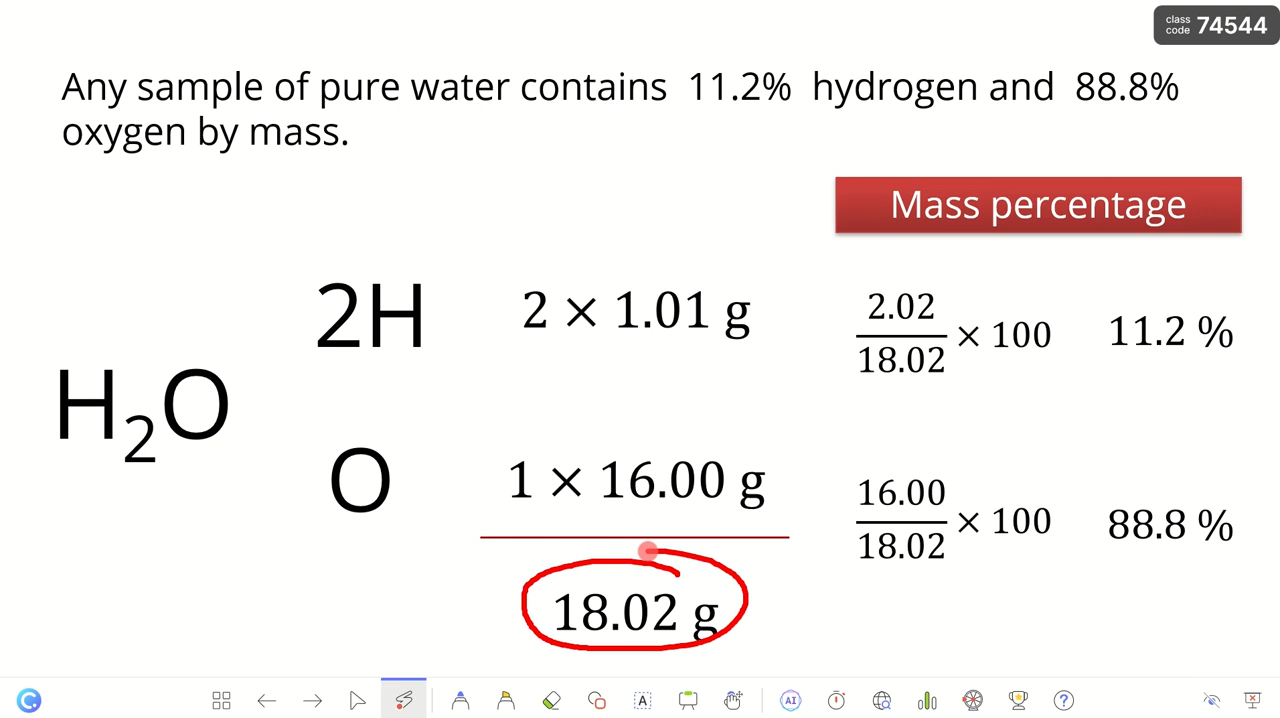 class code 74544
Any sample of pure water contains 11.2% hydrogen and 88.8%
oxygen by mass.
Mass percentage
2H 2 × 1.01 g 2.02/18.02 × 100 11.2 %
H₂O
O 1 × 16.00 g 16.00/18.02 × 100 88.8 %
18.02 g
C A AI ?